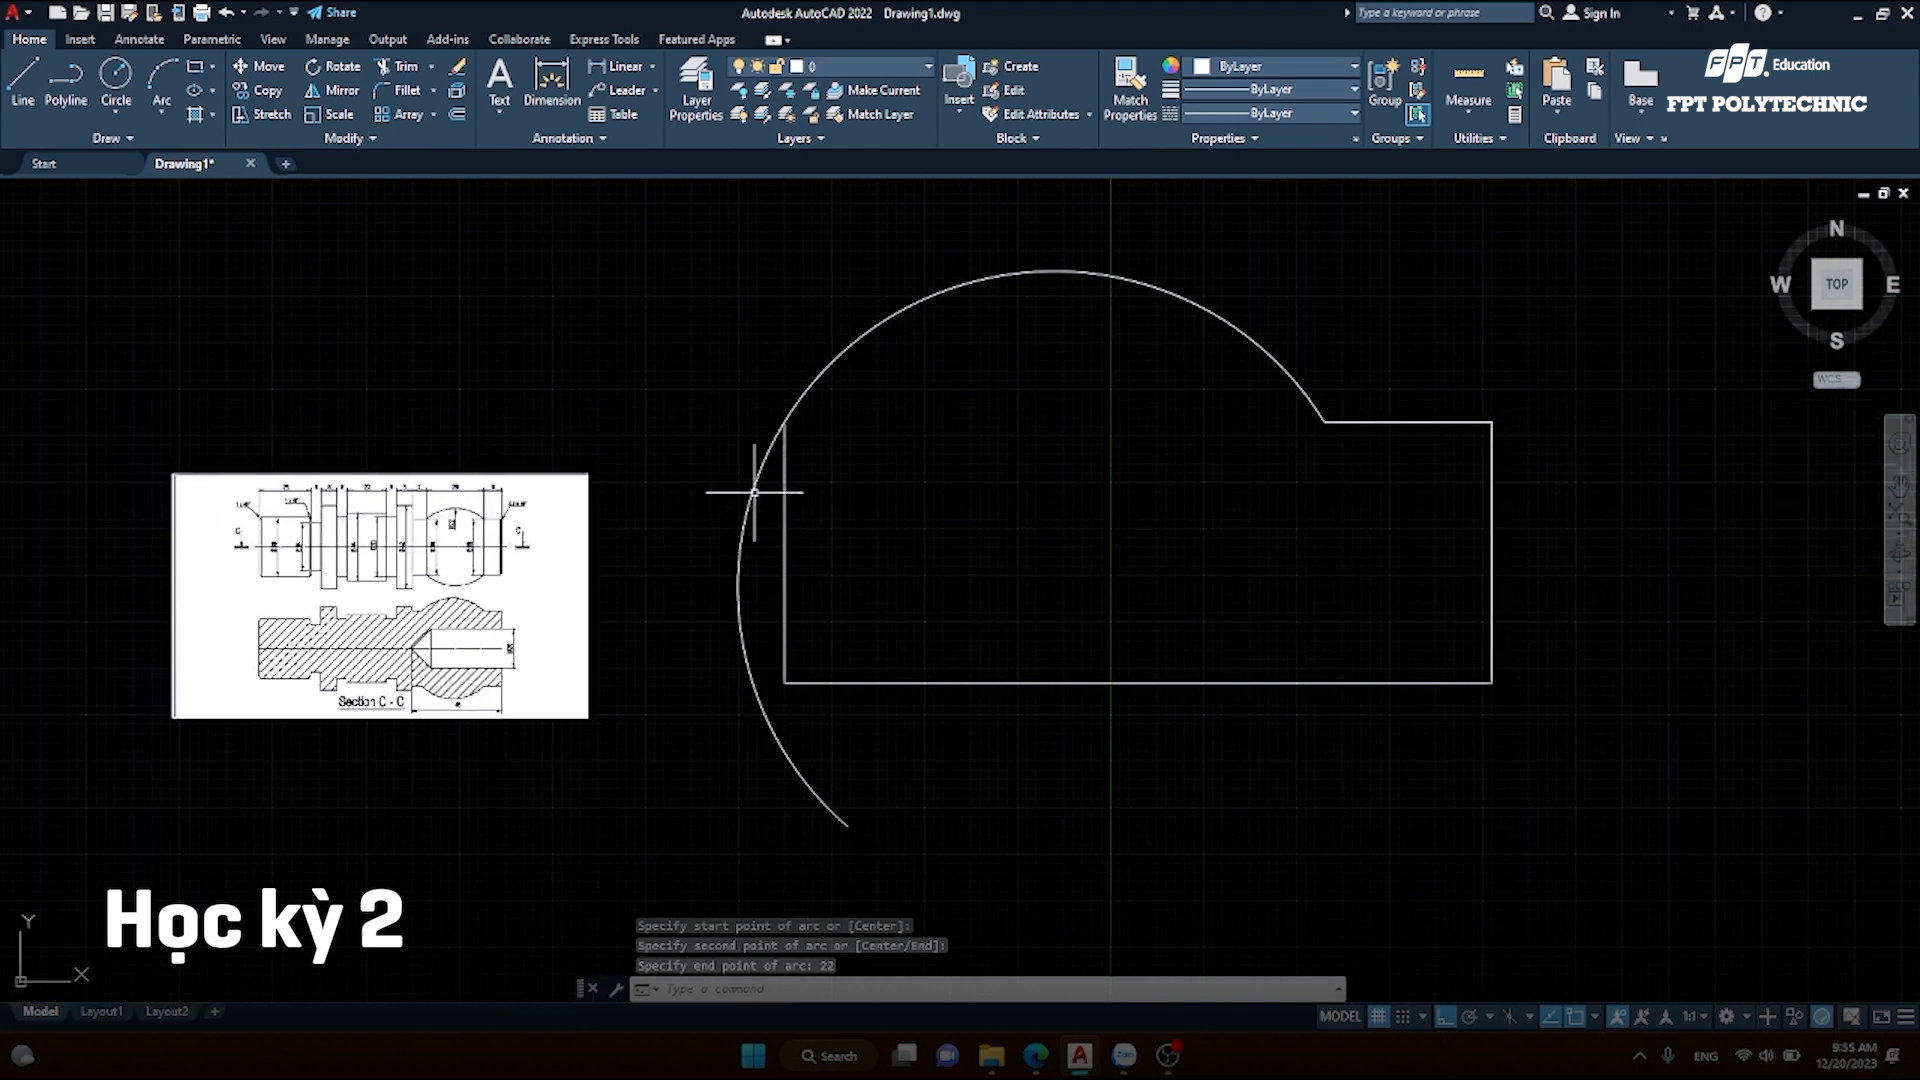 Share
Autodesk AutoCAD 2022 Drawing1.dwg
Type a keyword or phrase
Sign In
Home Insert Annotate Parametric View Manage Output Add-ins Collaborate Express Tools Featured Apps
FPT Education
FPT POLYTECHNIC
Line Polyline Circle Arc
Move Rotate Trim
Copy Mirror Fillet
Stretch Scale Array
Text Dimension
Linear
Leader
Table
Layer Properties
0
Make Current
Match Layer
Insert
Create
Edit
Edit Attributes
Match Properties
ByLayer
ByLayer
ByLayer
Group
Measure
Paste
Base
Draw Modify Annotation Layers Block Properties Groups Utilities Clipboard View
Start Drawing1*
N
W TOP E
S
WCS
C C
Section C - C
Học kỳ 2
Y
X
Specify start point of arc or [Center]:
Specify second point of arc or [Center/End]:
Specify end point of arc: 22
Type a command
Model Layout1 Layout2
MODEL 1:1
Search
Zalo
ENG
9:55 AM
12/20/2023